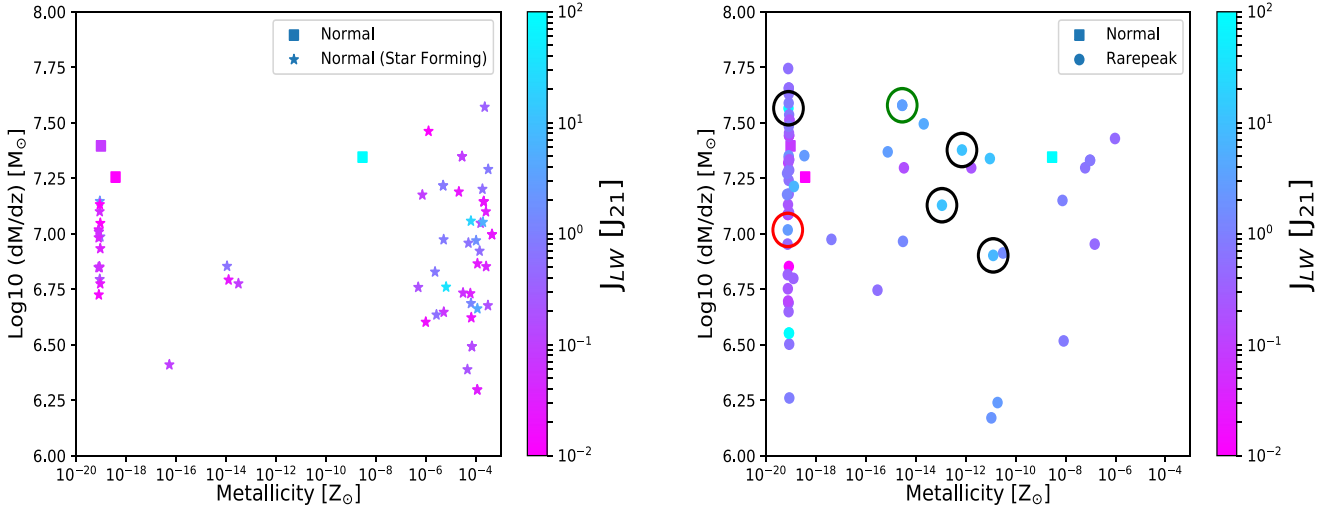 8.00
7.75
7.50
7.25
7.00
6.75
6.50
6.25
6.00
Log10 (dM/dz) [M⊙]
10^-20 10^-18 10^-16 10^-14 10^-12 10^-10 10^-8 10^-6 10^-4
Metallicity [Z⊙]
Normal
Normal (Star Forming)
10^2
10^1
10^0
10^-1
10^-2
J_LW [J_21]
8.00
7.75
7.50
7.25
7.00
6.75
6.50
6.25
6.00
Log10 (dM/dz) [M⊙]
10^-20 10^-18 10^-16 10^-14 10^-12 10^-10 10^-8 10^-6 10^-4
Metallicity [Z⊙]
Normal
Rarepeak
10^2
10^1
10^0
10^-1
10^-2
J_LW [J_21]